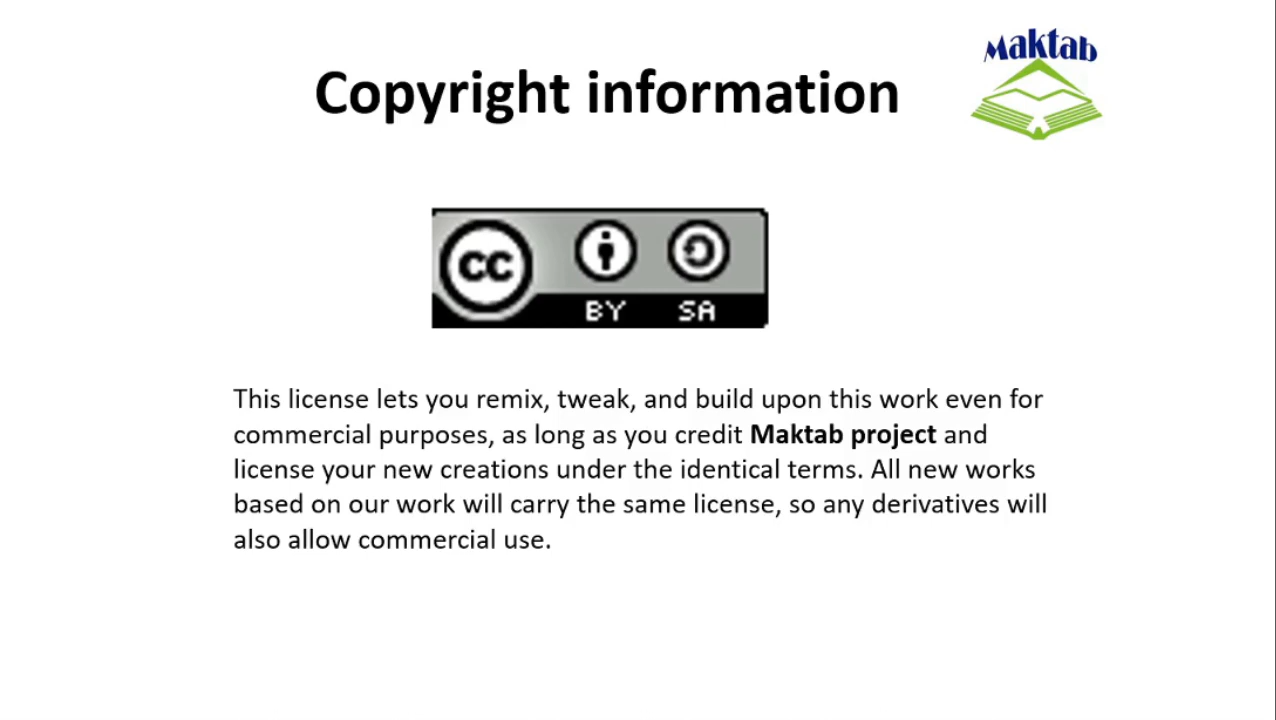 Maktab
Copyright information
cc
BY SA
This license lets you remix, tweak, and build upon this work even for
commercial purposes, as long as you credit Maktab project and
license your new creations under the identical terms. All new works
based on our work will carry the same license, so any derivatives will
also allow commercial use.